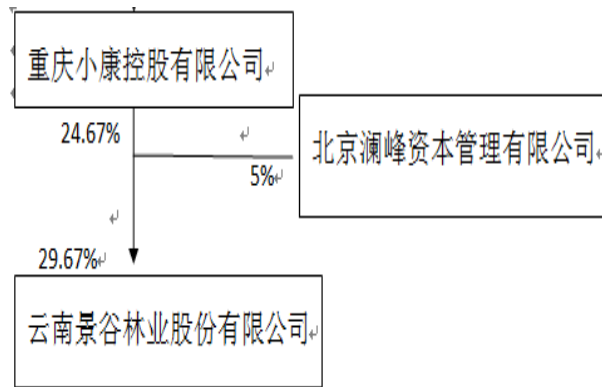 重庆小康控股有限公司
24.67%
北京澜峰资本管理有限公司
5%
29.67%
云南景谷林业股份有限公司